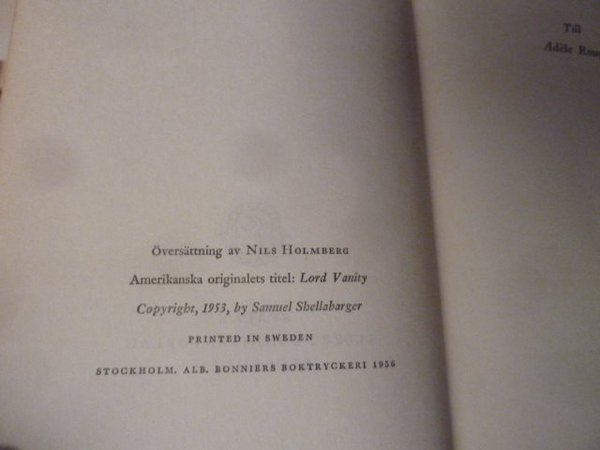 Översättning av NILS HOLMBERG
Amerikanska originalets titel: Lord Vanity
Copyright, 1953, by Samuel Shellabarger
PRINTED IN SWEDEN
STOCKHOLM. ALB. BONNIERS BOKTRYCKERI 1956
Till
Adèle